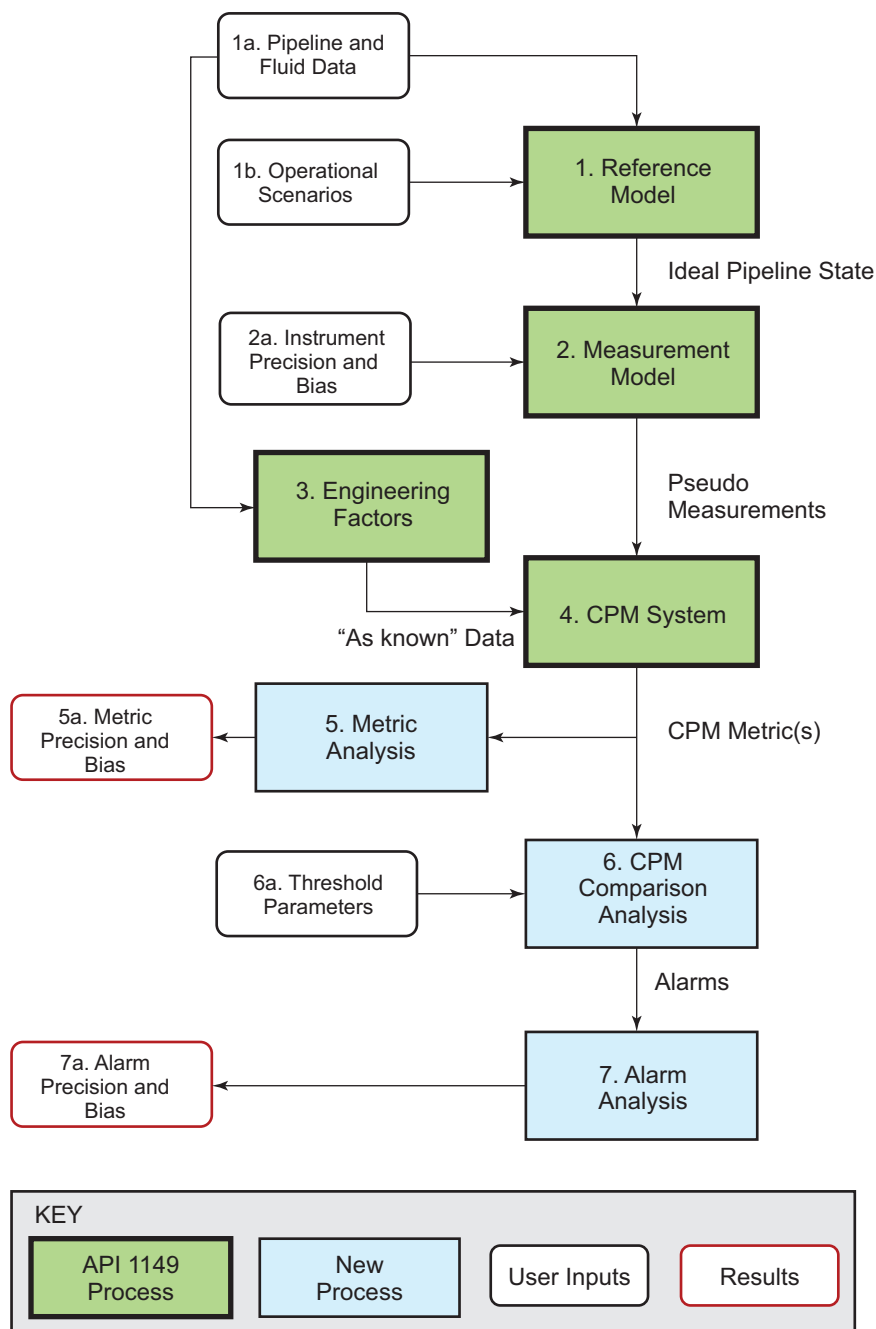 1a. Pipeline and
Fluid Data
1b. Operational
Scenarios
1. Reference
Model
Ideal Pipeline State
2a. Instrument
Precision and
Bias
2. Measurement
Model
3. Engineering
Factors
Pseudo
Measurements
4. CPM System
“As known” Data
5a. Metric
Precision and
Bias
5. Metric
Analysis
CPM Metric(s)
6a. Threshold
Parameters
6. CPM
Comparison
Analysis
Alarms
7a. Alarm
Precision and
Bias
7. Alarm
Analysis
KEY
API 1149
Process
New
Process
User Inputs
Results